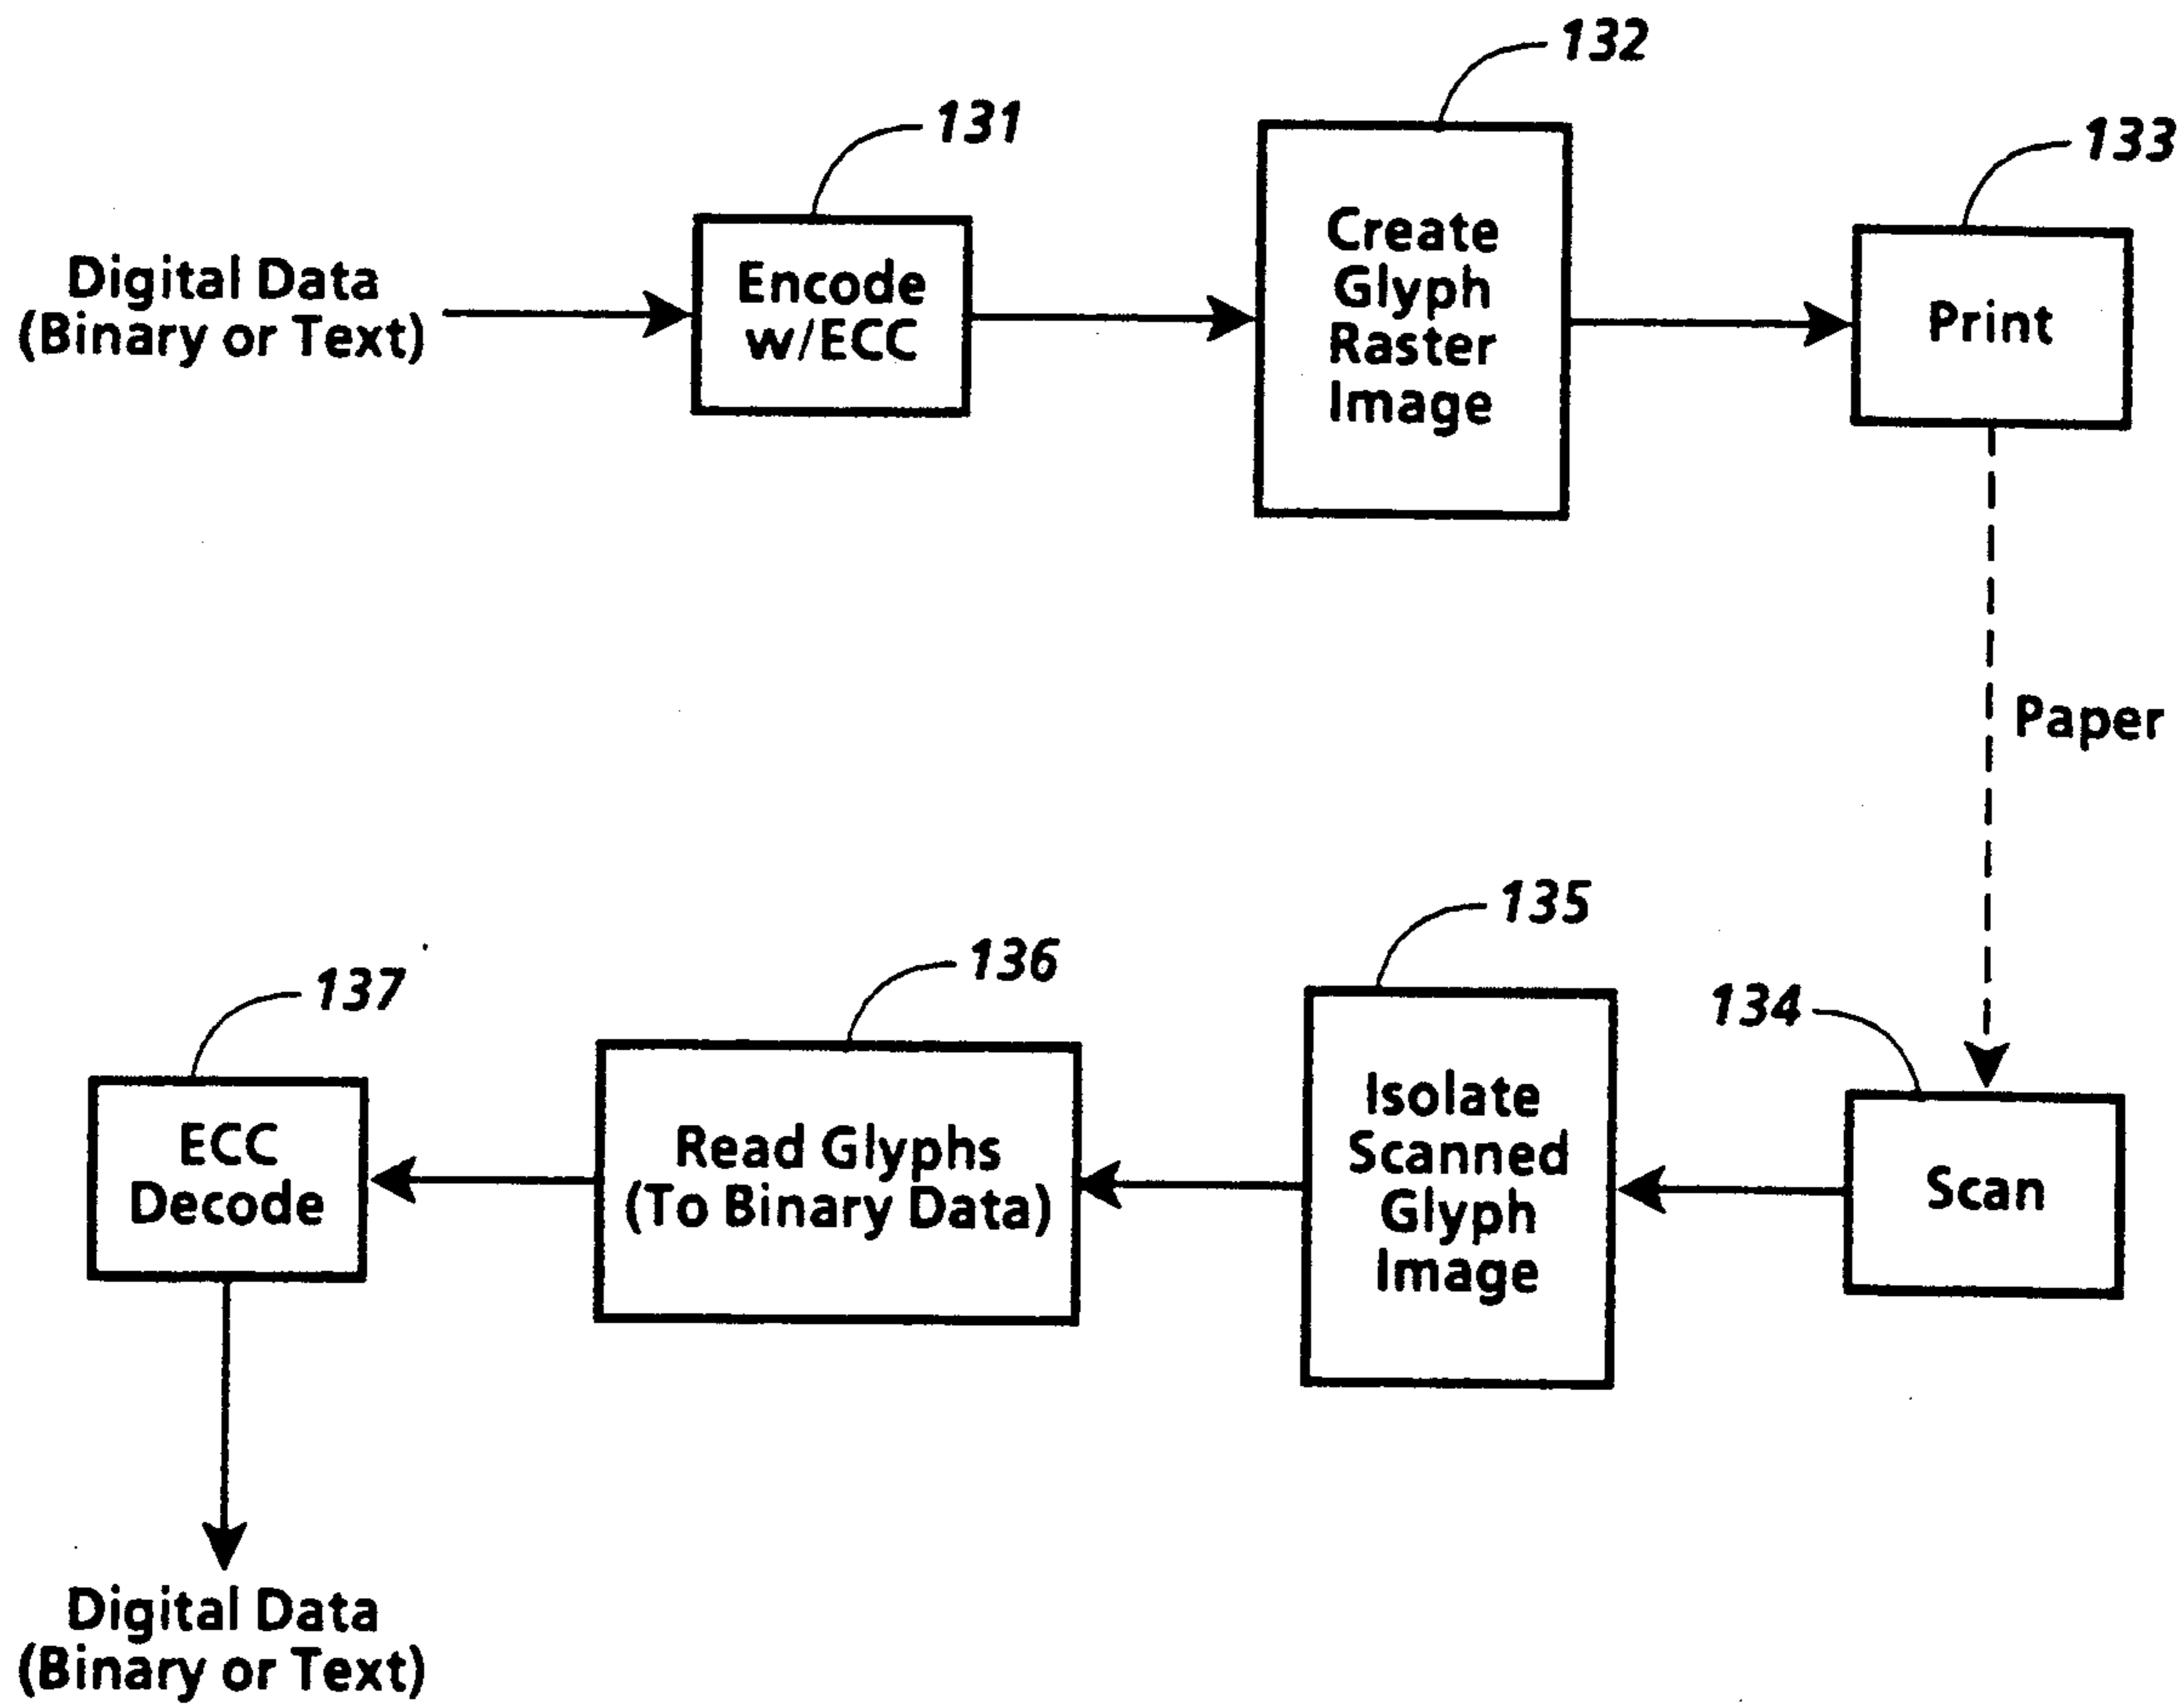 132
131
133
Digital Data
(Binary or Text)
Encode
w/ECC
Create
Glyph
Raster
Image
Print
Paper
135
136
137
134
ECC
Decode
Read Glyphs
(To Binary Data)
Isolate
Scanned
Glyph
Image
Scan
Digital Data
(Binary or Text)